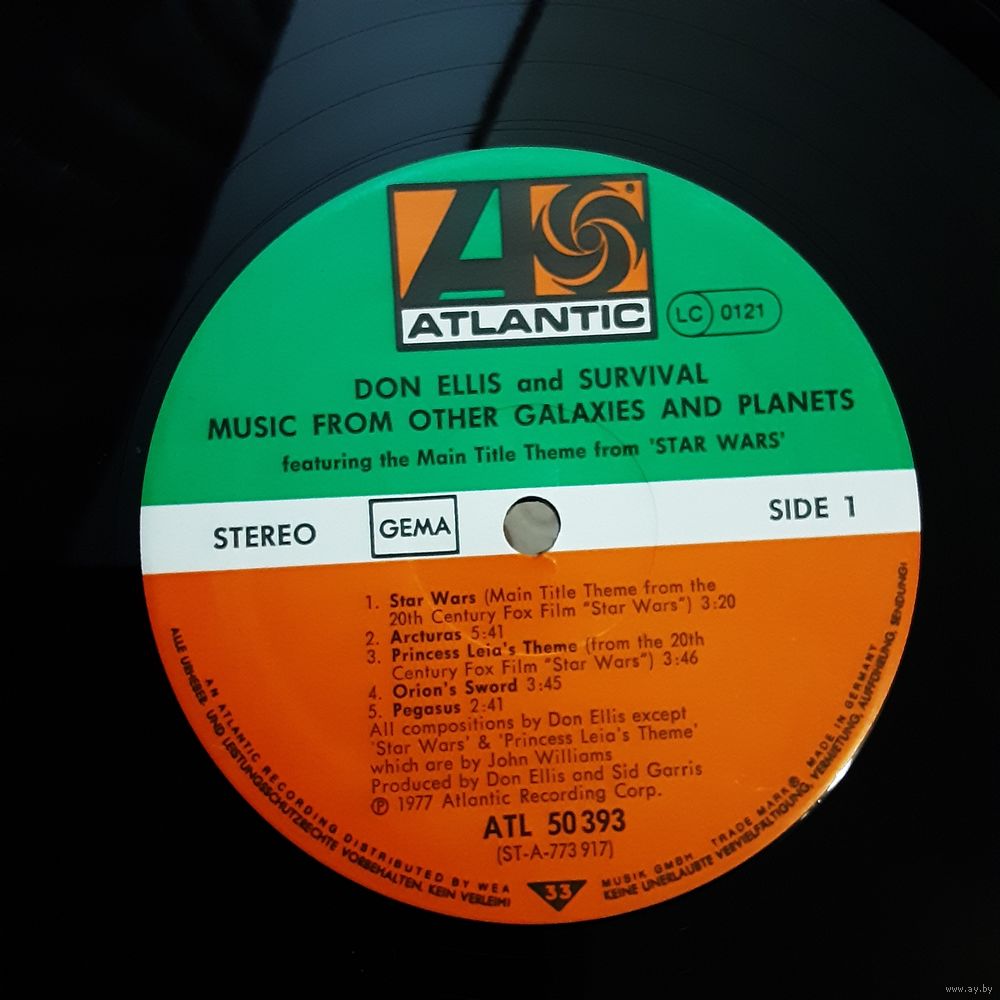 ATLANTIC
LC 0121
DON ELLIS and SURVIVAL
MUSIC FROM OTHER GALAXIES AND PLANETS
featuring the Main Title Theme from 'STAR WARS'
STEREO GEMA SIDE 1
1. Star Wars (Main Title Theme from the
20th Century Fox Film "Star Wars") 3:20
2. Arcturas 5:41
3. Princess Leia's Theme (from the 20th
Century Fox Film "Star Wars") 3:46
4. Orion's Sword 3:45
5. Pegasus 2:41
All compositions by Don Ellis except
'Star Wars' & 'Princess Leia's Theme'
which are by John Williams
Produced by Don Ellis and Sid Garris
℗ 1977 Atlantic Recording Corp.
ATL 50 393
(ST-A-773 917)
33
AN ATLANTIC RECORDING DISTRIBUTED BY WEA MUSIK GMBH TRADE MARK® MADE IN GERMANY
ALLE URHEBER- UND LEISTUNGSSCHUTZRECHTE VORBEHALTEN. KEIN VERLEIH! KEINE UNERLAUBTE VERVIELFÄLTIGUNG, VERMIETUNG, AUFFÜHRUNG, SENDUNG!
www.ay.by